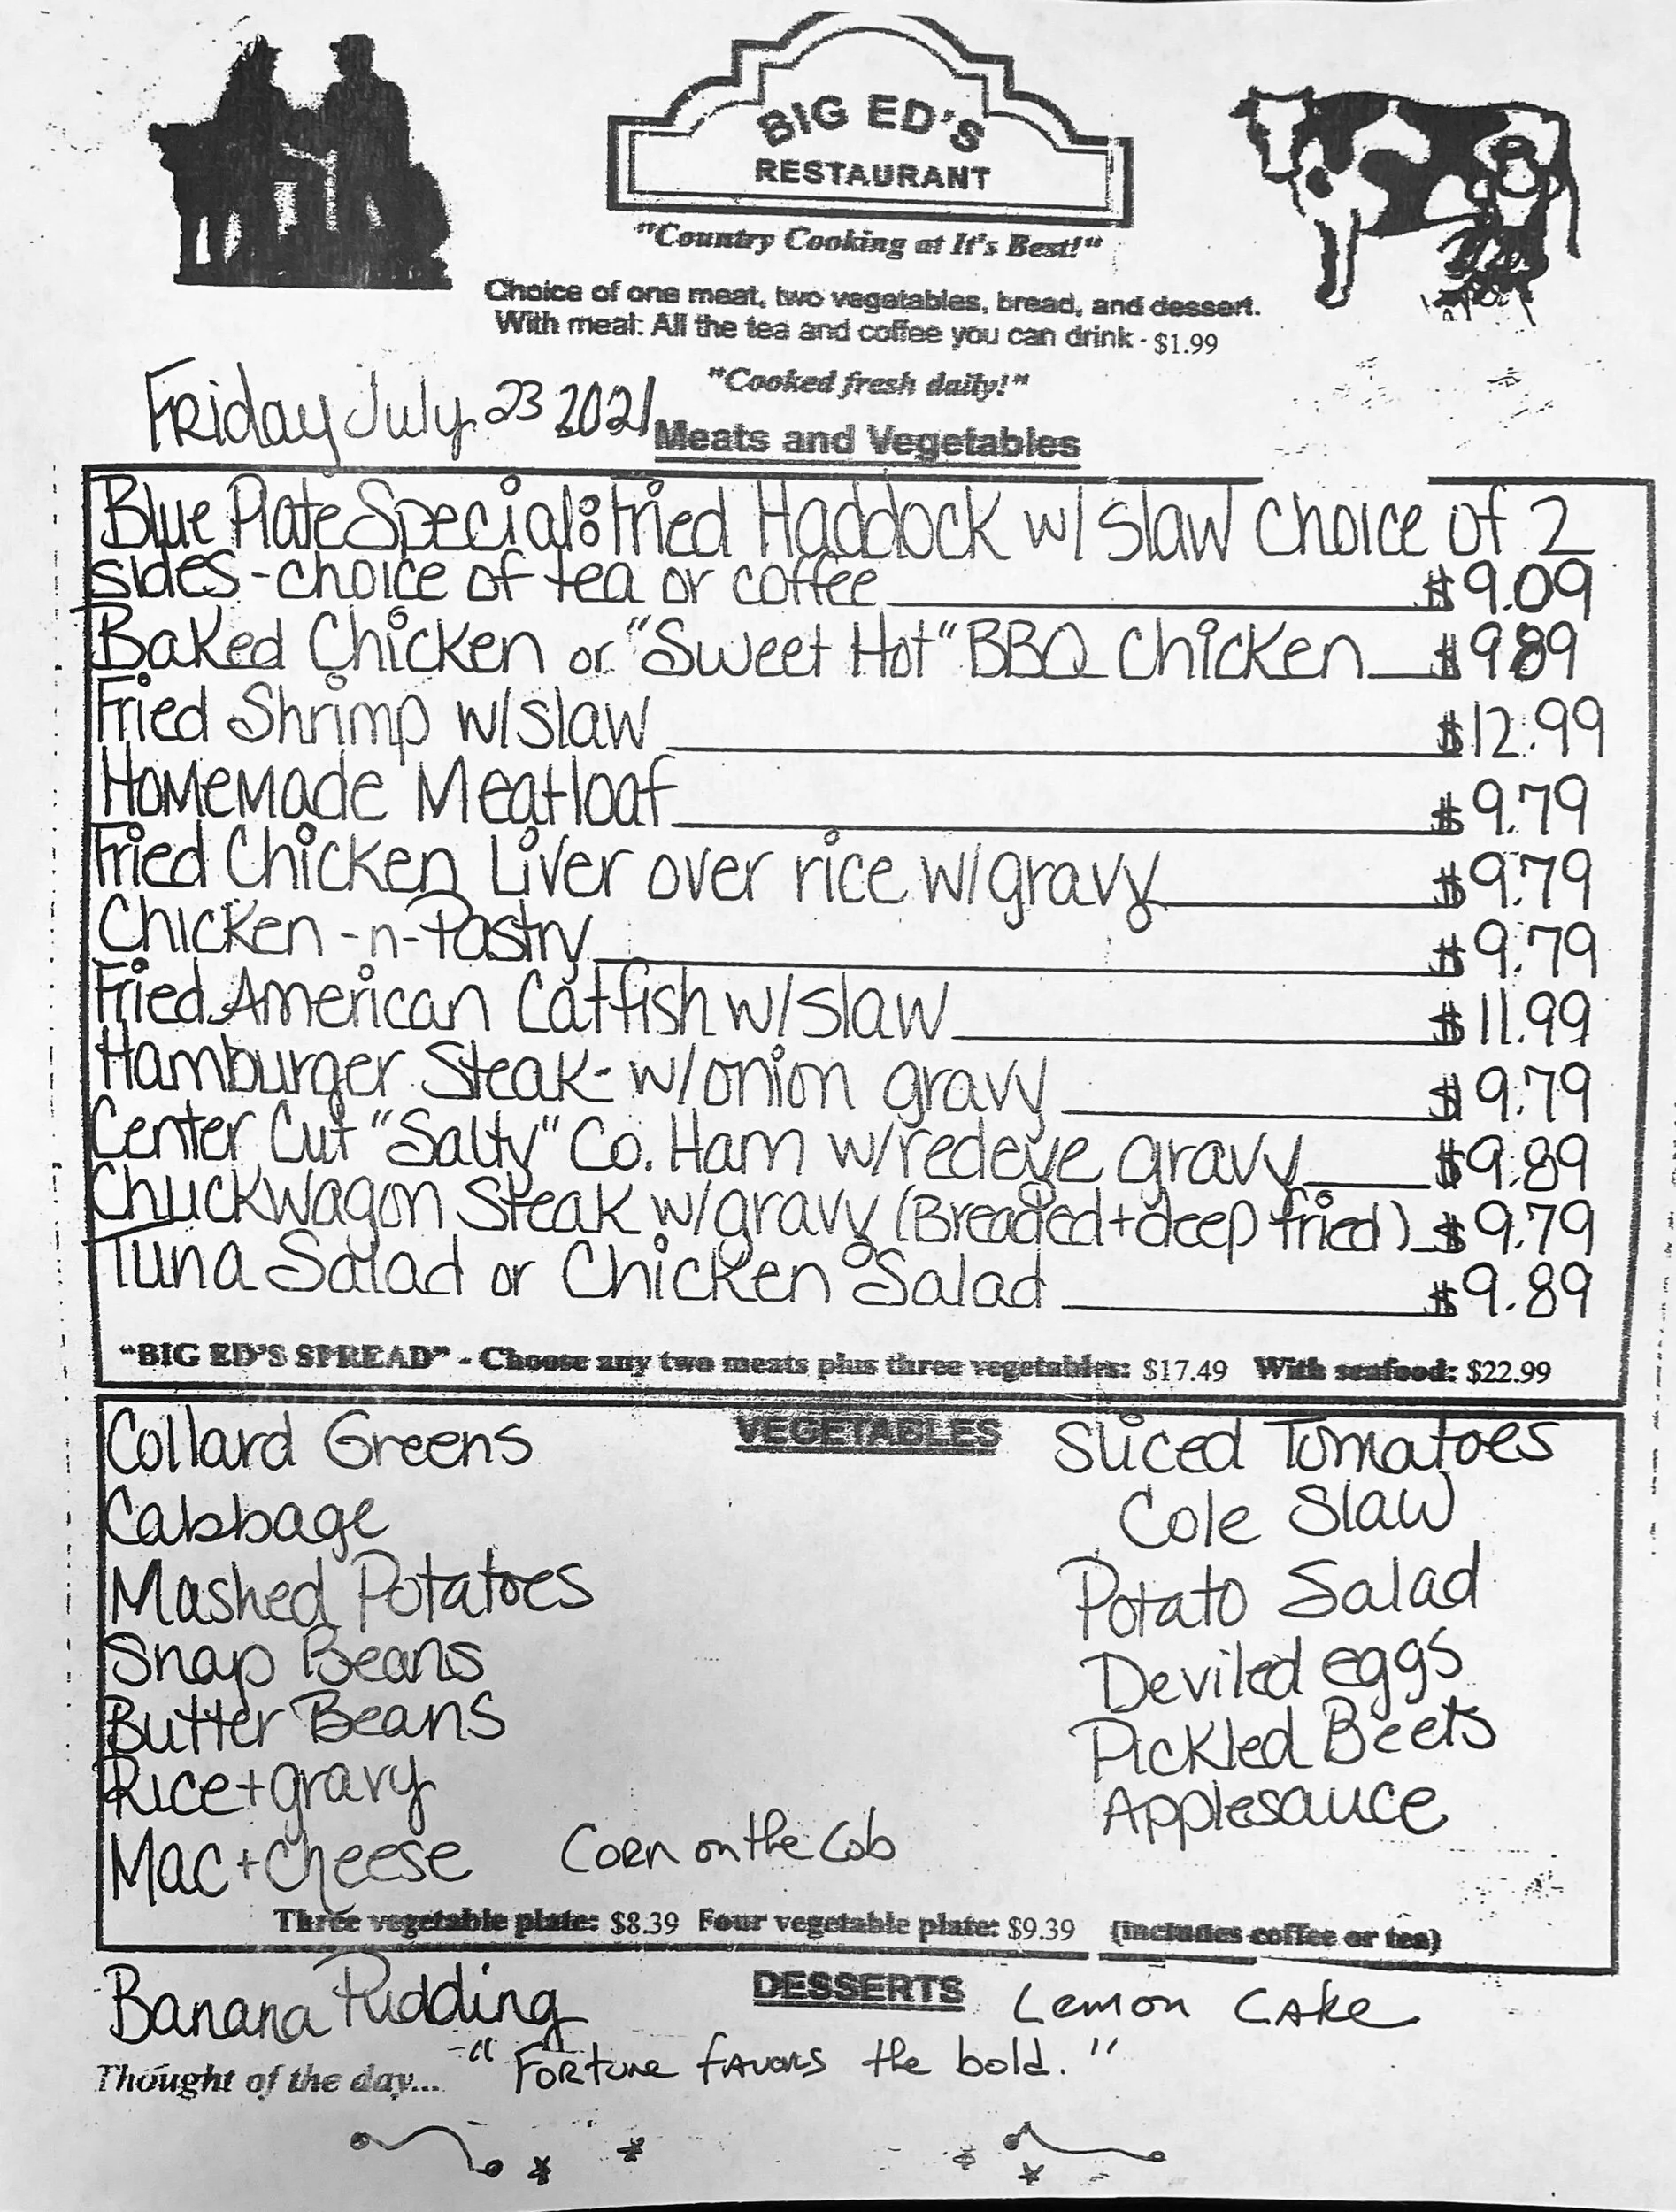 BIG ED'S
RESTAURANT
"Country Cooking at It's Best!"
Choice of one meat, two vegatables, bread, and dessert.
With meal: All the tea and coffee you can drink - $1.99
"Cooked fresh daily!"
Friday July 23 2021
Meats and Vegetables
Blue Plate Special: Fried Haddock w/slaw choice of 2
sides - choice of tea or coffee $9.09
Baked Chicken or "Sweet Hot" BBQ Chicken $9.89
Fried Shrimp w/slaw $12.99
Homemade Meatloaf $9.79
Fried Chicken Liver over rice w/gravy $9.79
Chicken-n-Pastry $9.79
Fried American Catfish w/slaw $11.99
Hamburger Steak- w/onion gravy $9.79
Center Cut "Salty" Co. Ham w/redeye gravy $9.89
Chuckwagon Steak w/gravy (Breaded+deep fried) $9.79
Tuna Salad or Chicken Salad $9.89
"BIG ED'S SPREAD" - Choose any two meats plus three vegetables: $17.49 With seafood: $22.99
VEGETABLES
Collard Greens
Cabbage
Mashed Potatoes
Snap Beans
Butter Beans
Rice+gravy
Mac+cheese
Corn on the Cob
Sliced Tomatoes
Cole Slaw
Potato Salad
Deviled eggs
Pickled Beets
Applesauce
Three vegetable plate: $8.39 Four vegetable plate: $9.39 (includes coffee or tea)
DESSERTS
Banana Pudding Lemon Cake
Thought of the day... -"Fortune favors the bold."